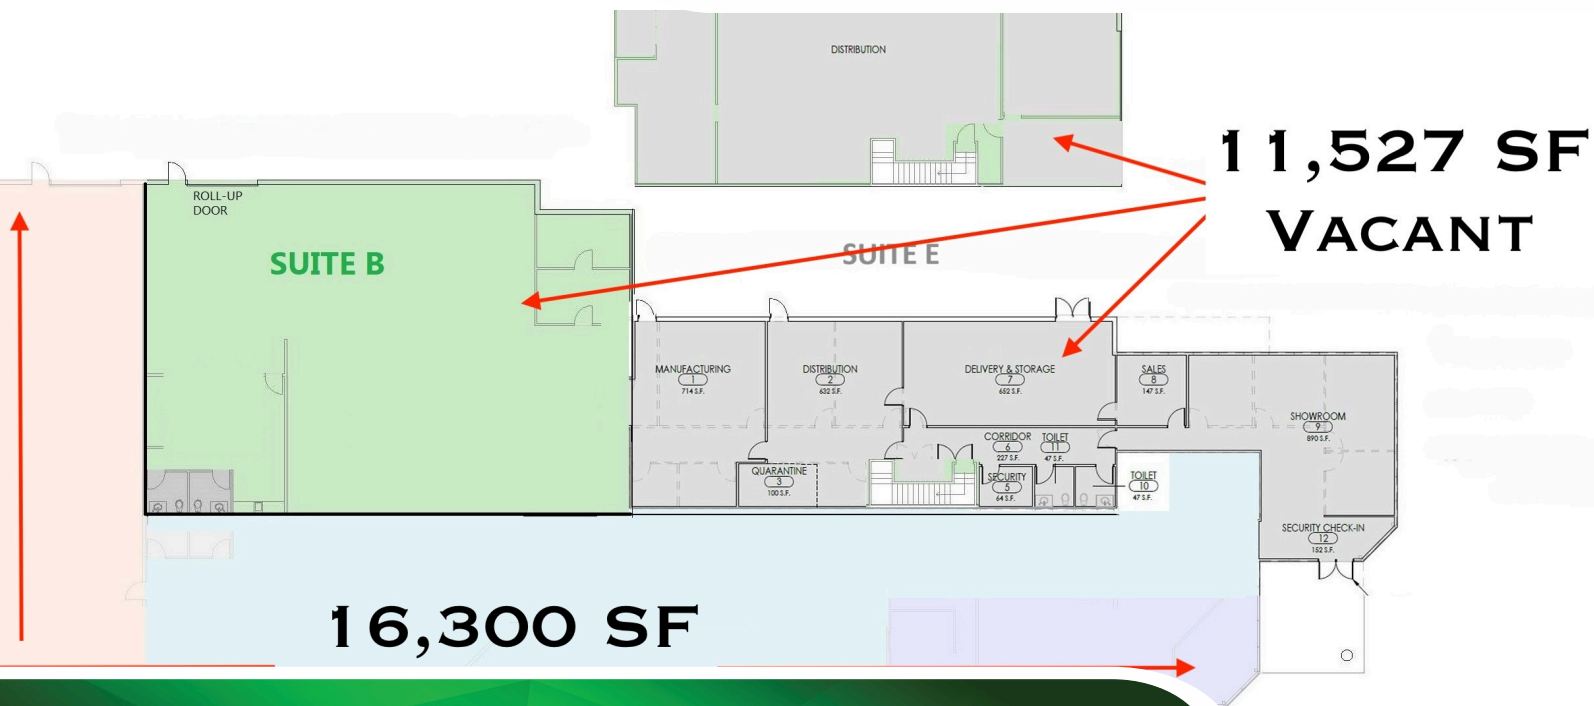 DISTRIBUTION
11,527 SF
VACANT
ROLL-UP
DOOR
SUITE B
SUITE E
MANUFACTURING
1
714 S.F.
DISTRIBUTION
2
632 S.F.
DELIVERY & STORAGE
7
652 S.F.
SALES
8
147 S.F.
SHOWROOM
9
890 S.F.
CORRIDOR
6
227 S.F.
TOILET
11
47 S.F.
QUARANTINE
3
100 S.F.
SECURITY
5
64 S.F.
TOILET
10
47 S.F.
SECURITY CHECK-IN
12
152 S.F.
16,300 SF